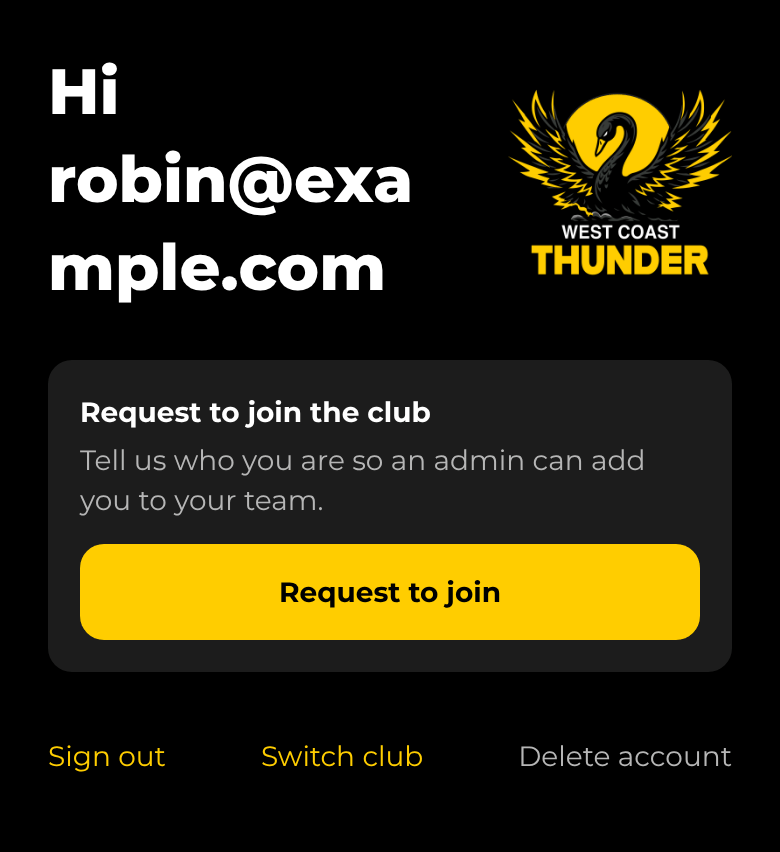 Hi
robin@exa
mple.com
WEST COAST
THUNDER
Request to join the club
Tell us who you are so an admin can add
you to your team.
Request to join
Sign out
Switch club
Delete account